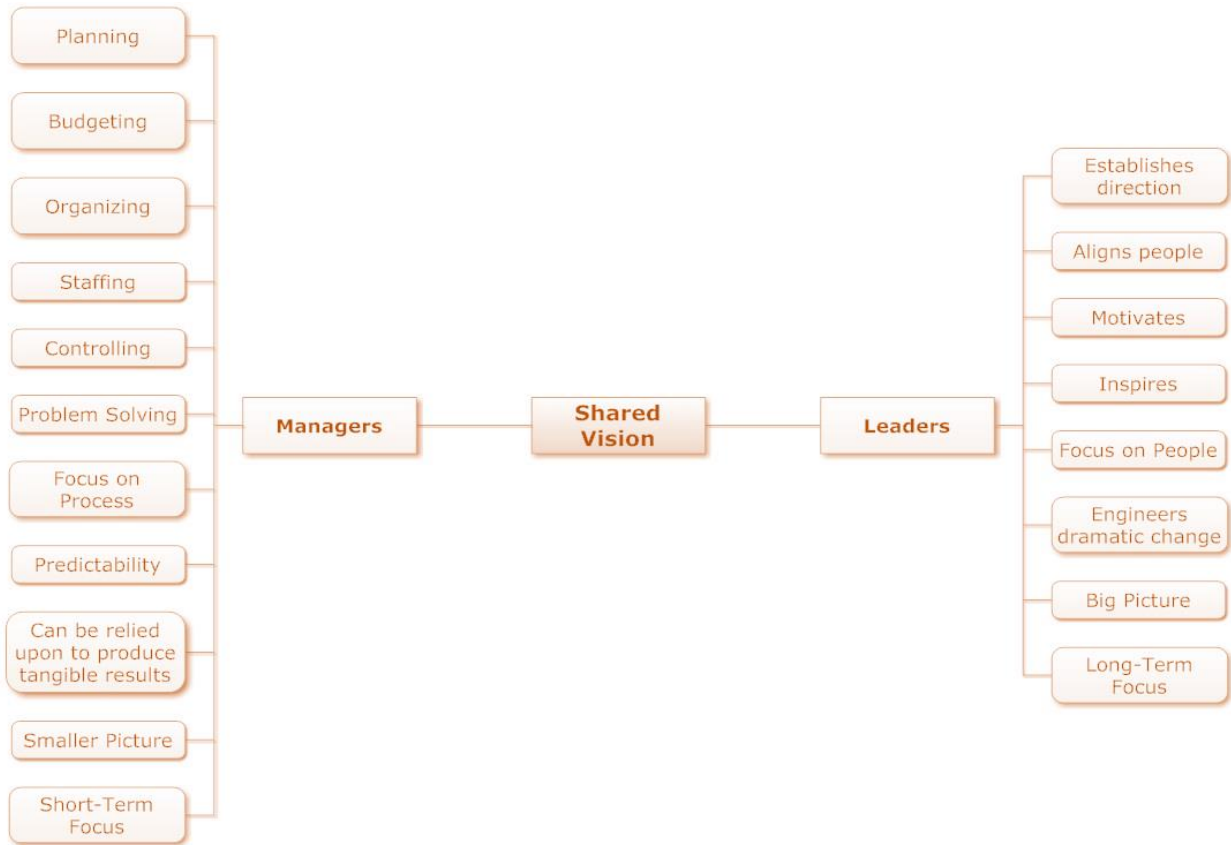 Planning
Budgeting
Organizing
Staffing
Controlling
Problem Solving
Focus on
Process
Predictability
Can be relied
upon to produce
tangible results
Smaller Picture
Short-Term
Focus
Managers
Shared
Vision
Leaders
Establishes
direction
Aligns people
Motivates
Inspires
Focus on People
Engineers
dramatic change
Big Picture
Long-Term
Focus